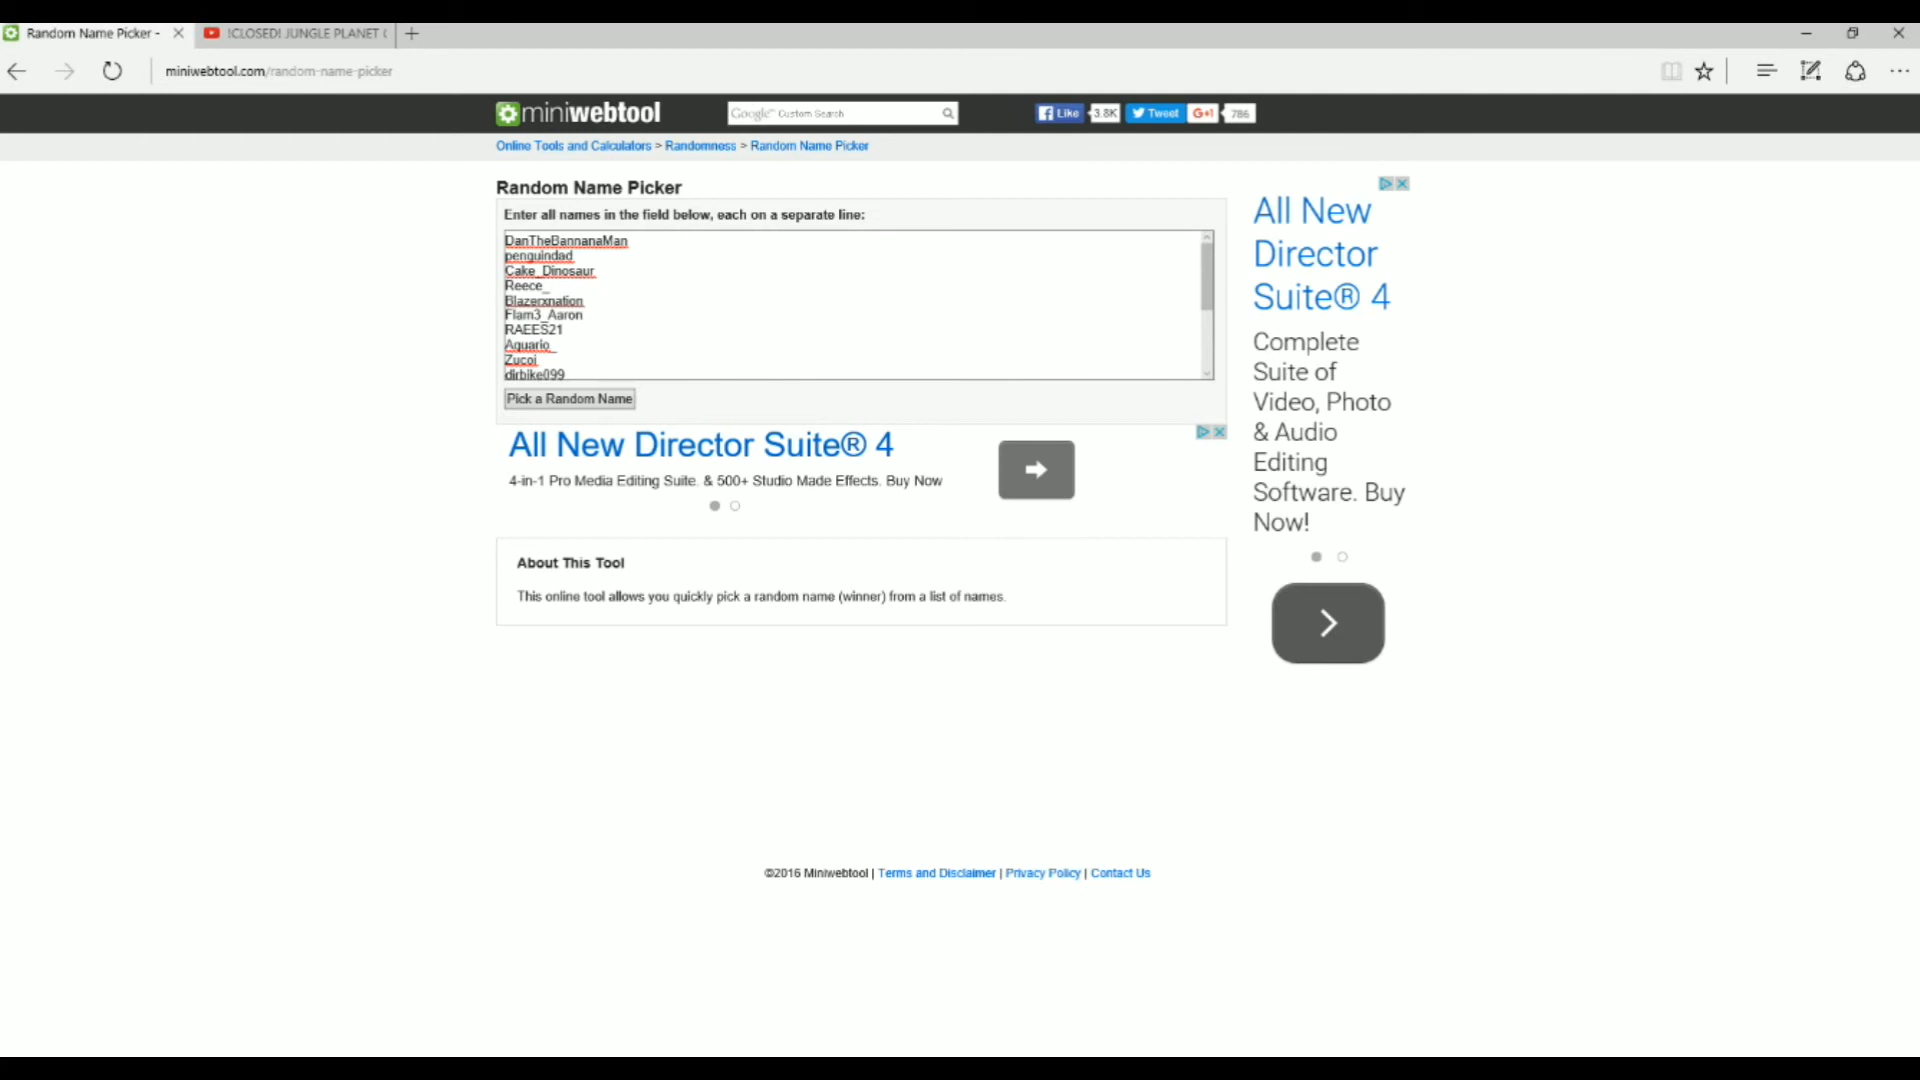 Random Name Picker -
!CLOSED! JUNGLE PLANET
miniwebtool.com/random-name-picker
miniwebtool
Google™ Custom Search
Like 3.8K Tweet G+1 786
Online Tools and Calculators > Randomness > Random Name Picker
Random Name Picker
Enter all names in the field below, each on a separate line:
DanTheBannanaMan
penguindad
Cake_Dinosaur
Reece_
Blazerxnation
Flam3_Aaron
RAEES21
Aquario_
Zucoi
dirbike099
Pick a Random Name
All New Director Suite® 4
4-in-1 Pro Media Editing Suite. & 500+ Studio Made Effects. Buy Now
About This Tool
This online tool allows you quickly pick a random name (winner) from a list of names.
All New
Director
Suite® 4
Complete
Suite of
Video, Photo
& Audio
Editing
Software. Buy
Now!
©2016 Miniwebtool | Terms and Disclaimer | Privacy Policy | Contact Us